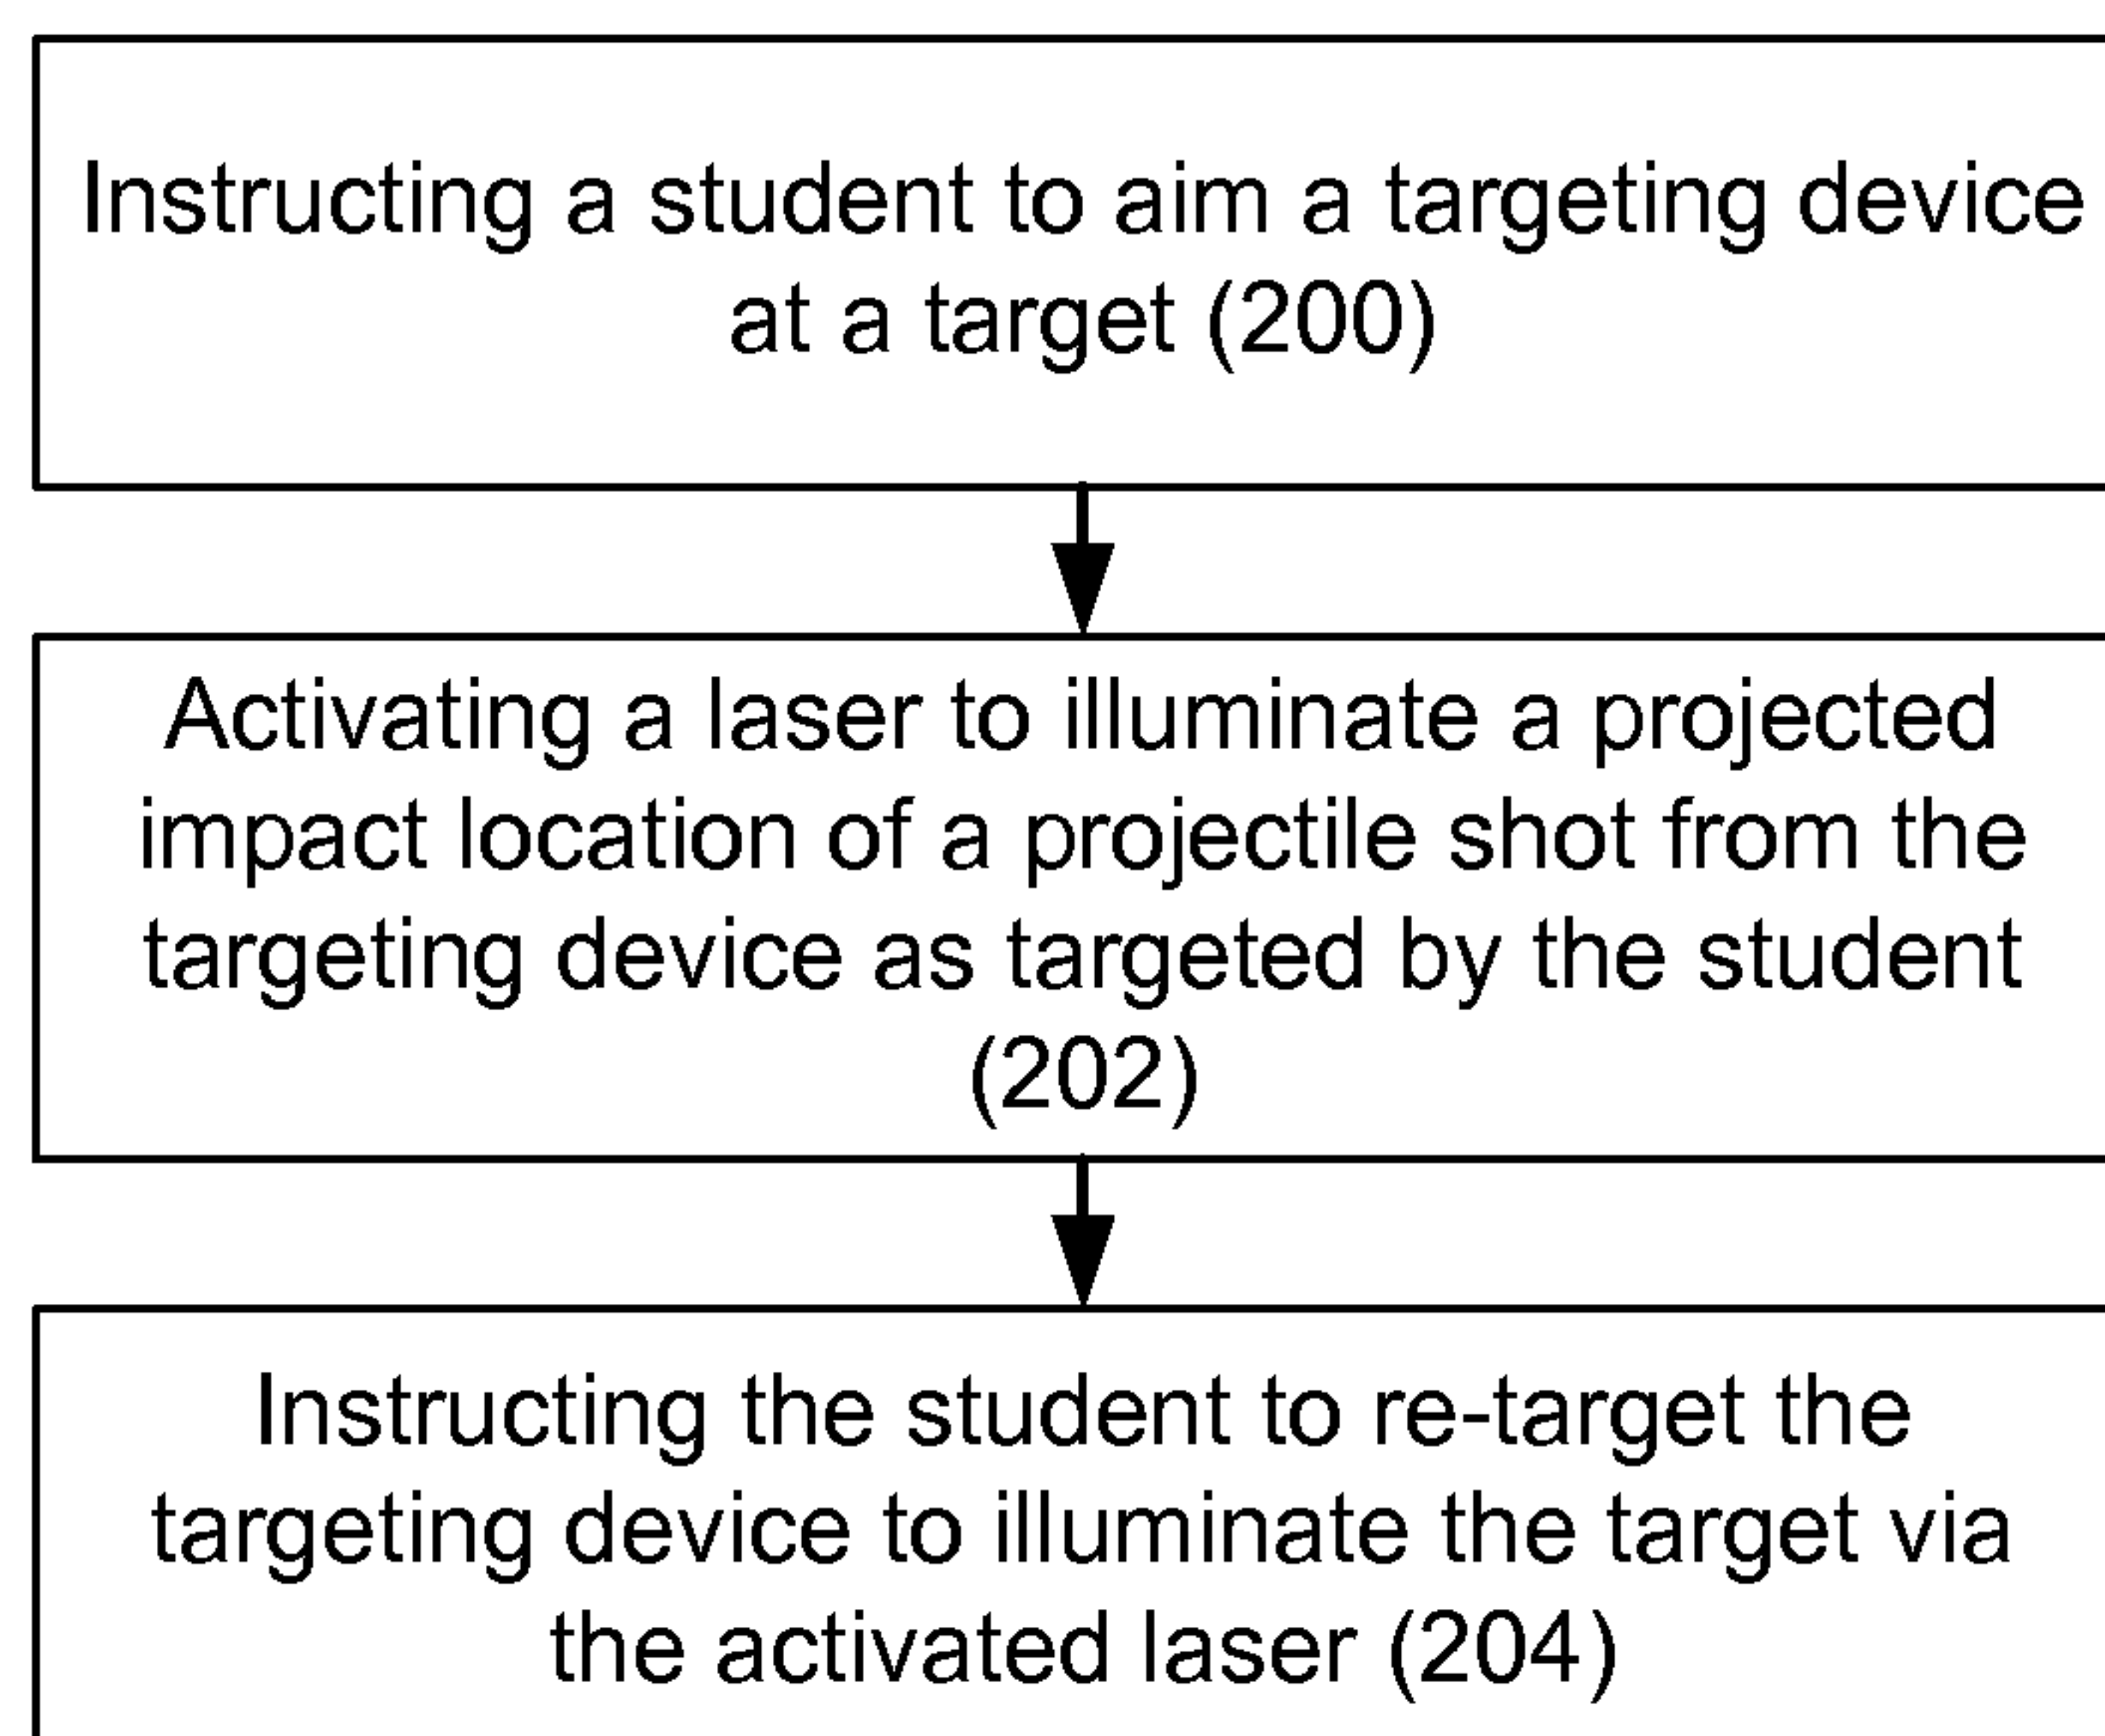 Instructing a student to aim a targeting device
at a target (200)
Activating a laser to illuminate a projected
impact location of a projectile shot from the
targeting device as targeted by the student
(202)
Instructing the student to re-target the
targeting device to illuminate the target via
the activated laser (204)